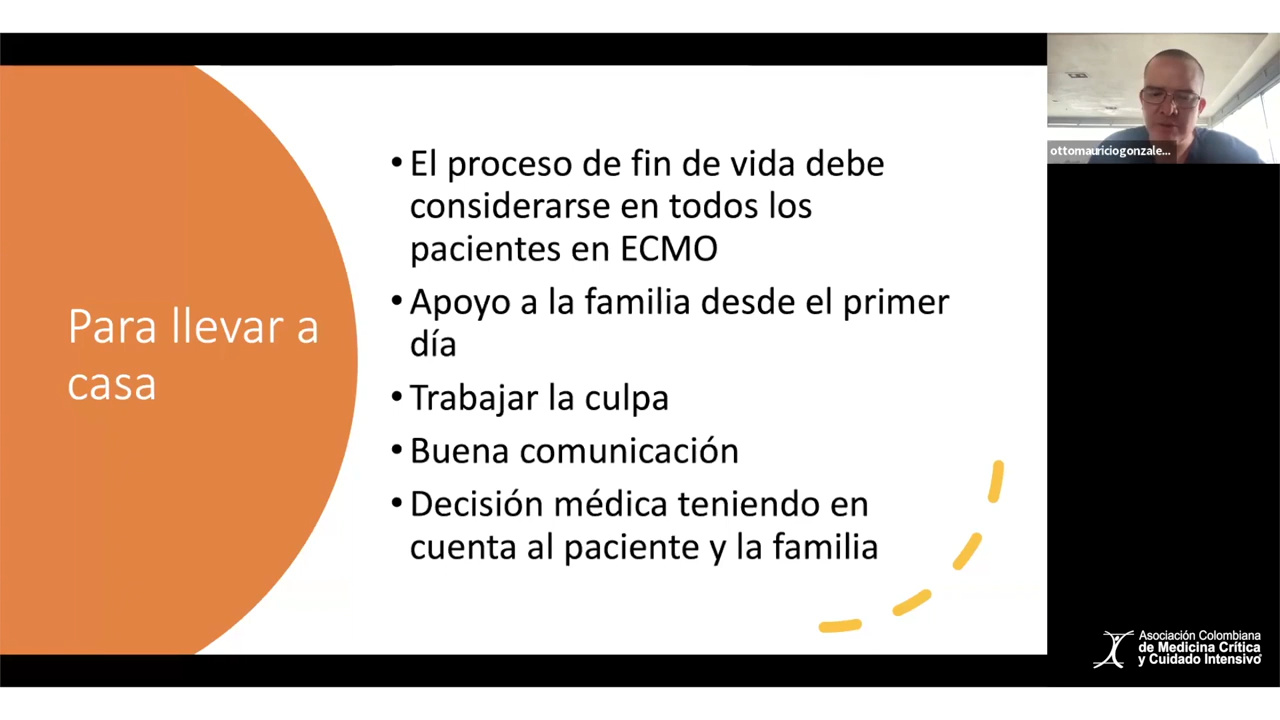 Para llevar a
casa
• El proceso de fin de vida debe
considerarse en todos los
pacientes en ECMO
• Apoyo a la familia desde el primer
día
• Trabajar la culpa
• Buena comunicación
• Decisión médica teniendo en
cuenta al paciente y la familia
ottomauriciogonzale...
Asociación Colombiana
de Medicina Crítica
y Cuidado Intensivo